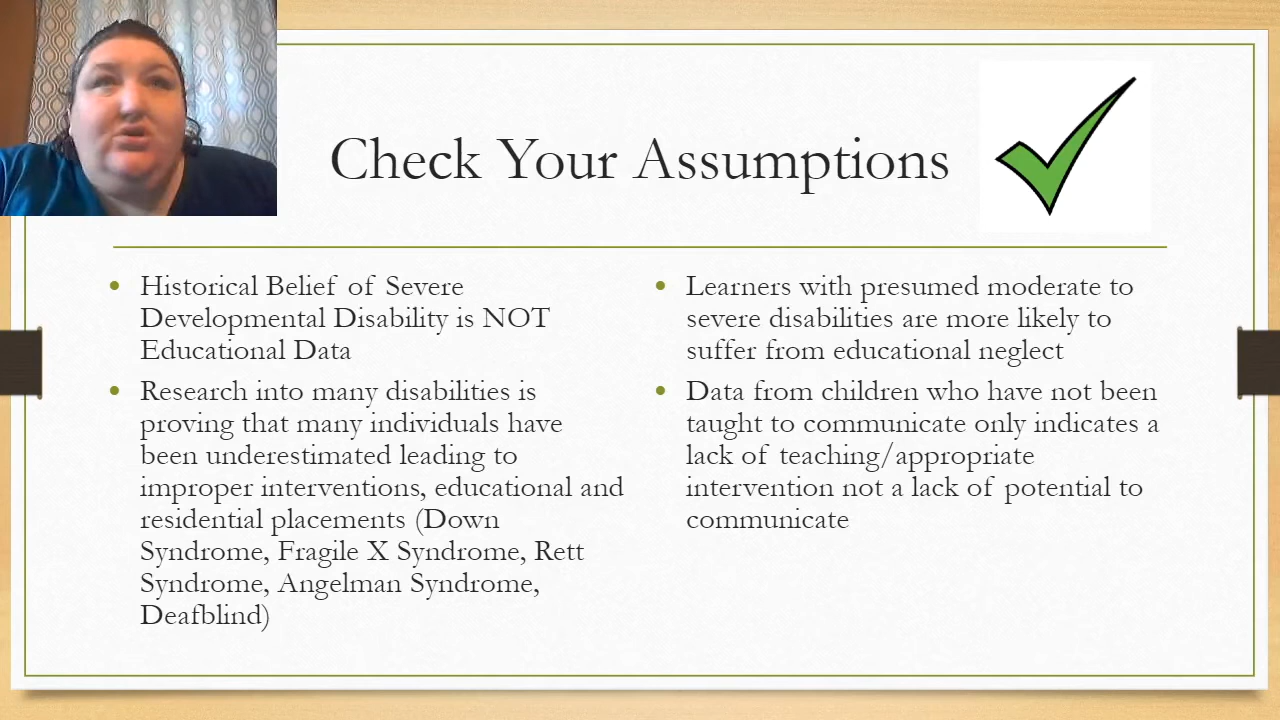 Check Your Assumptions
• Historical Belief of Severe
Developmental Disability is NOT
Educational Data
• Research into many disabilities is
proving that many individuals have
been underestimated leading to
improper interventions, educational and
residential placements (Down
Syndrome, Fragile X Syndrome, Rett
Syndrome, Angelman Syndrome,
Deafblind)
• Learners with presumed moderate to
severe disabilities are more likely to
suffer from educational neglect
• Data from children who have not been
taught to communicate only indicates a
lack of teaching/appropriate
intervention not a lack of potential to
communicate